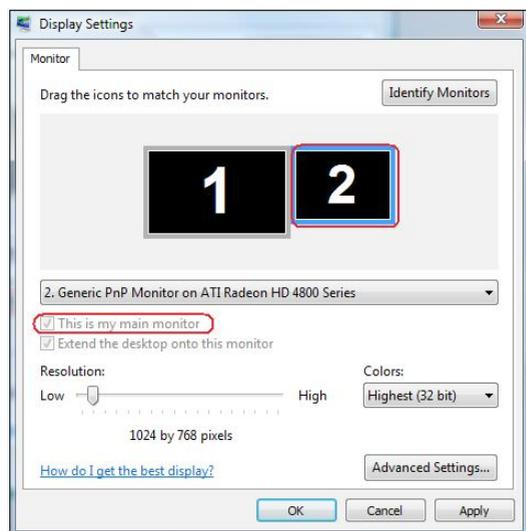 Display Settings
Monitor
Drag the icons to match your monitors.
Identify Monitors
1
2
2. Generic PnP Monitor on ATI Radeon HD 4800 Series
This is my main monitor
Extend the desktop onto this monitor
Resolution:
Colors:
Low
High
Highest (32 bit)
1024 by 768 pixels
How do I get the best display?
Advanced Settings...
OK
Cancel
Apply